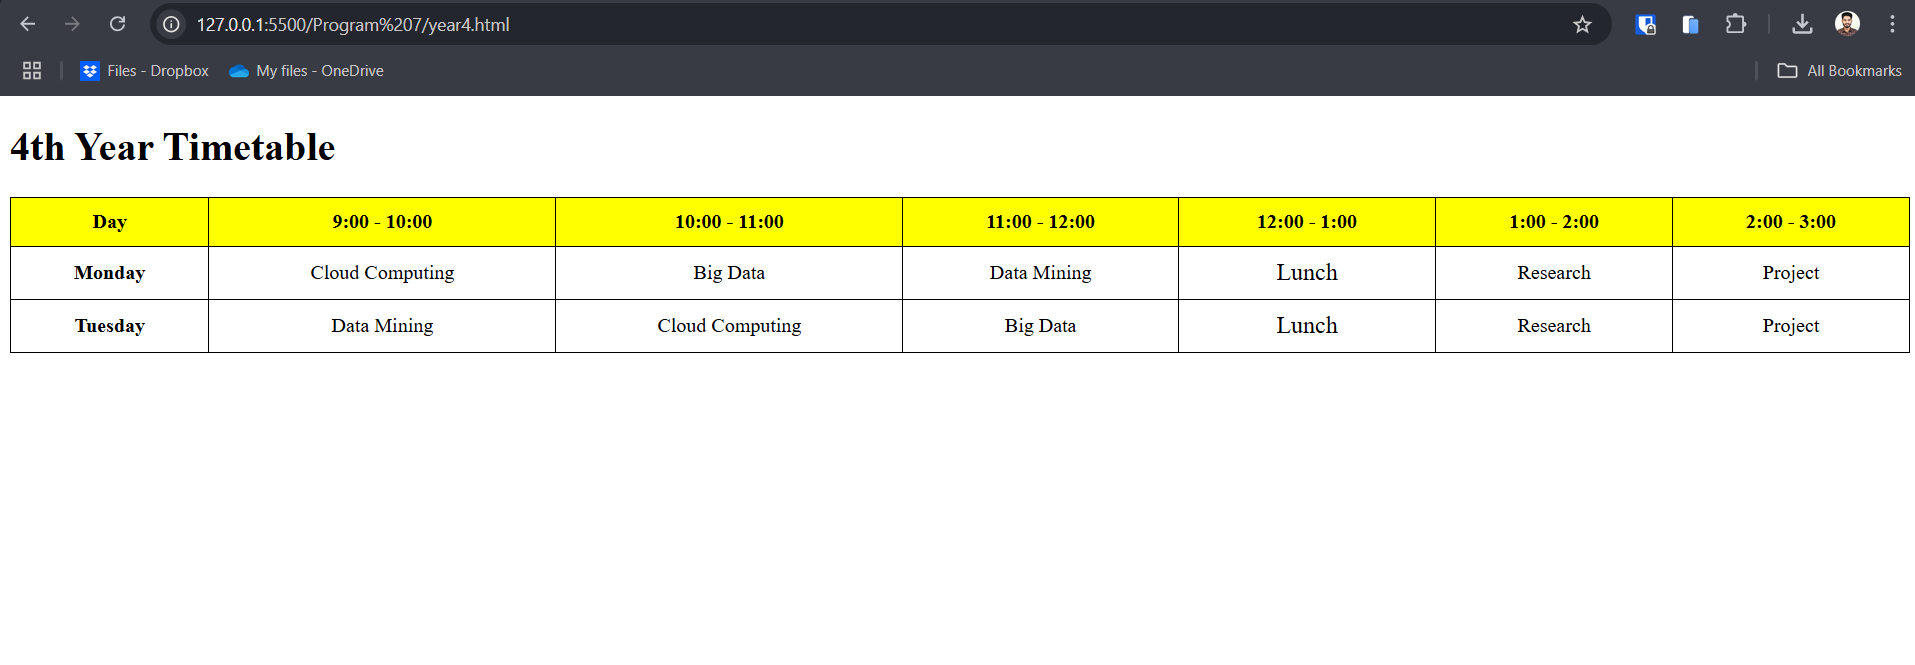 127.0.0.1:5500/Program%207/year4.html
Files - Dropbox My files - OneDrive All Bookmarks
4th Year Timetable
Day 9:00 - 10:00 10:00 - 11:00 11:00 - 12:00 12:00 - 1:00 1:00 - 2:00 2:00 - 3:00
Monday Cloud Computing Big Data Data Mining Lunch Research Project
Tuesday Data Mining Cloud Computing Big Data Lunch Research Project